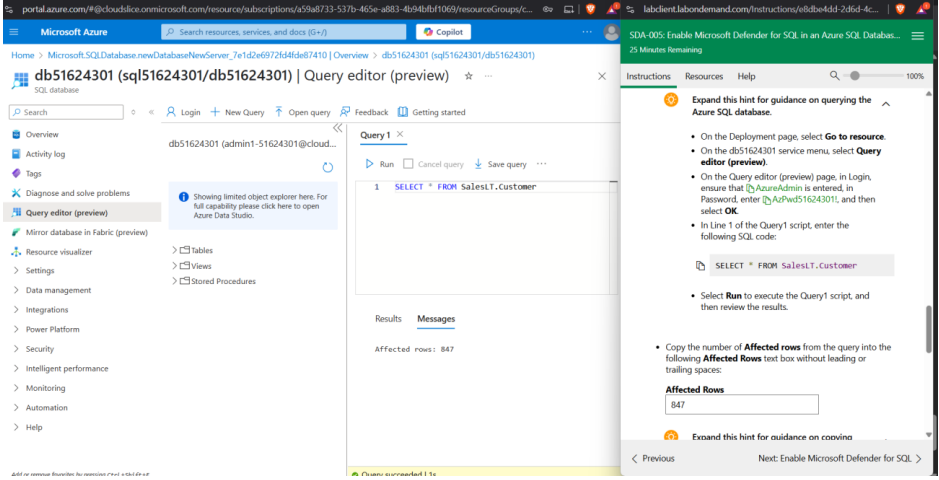 portal.azure.com/#@cloudslice.onmicrosoft.com/resource/subscriptions/a59a8733-537b-465e-a883-4b94bfbf1069/resourceGroups/c...
Microsoft Azure
Search resources, services, and docs (G+/)
Copilot
Home > Microsoft.SQLDatabase.newDatabaseNewServer_7e1d2e6972fd4fde87410 | Overview > db51624301 (sql51624301/db51624301)
db51624301 (sql51624301/db51624301) | Query editor (preview)
SQL database
Search
Overview
Activity log
Tags
Diagnose and solve problems
Query editor (preview)
Mirror database in Fabric (preview)
Resource visualizer
Settings
Data management
Integrations
Power Platform
Security
Intelligent performance
Monitoring
Automation
Help
Add or remove favorites by pressing Ctrl+Shift+F
Login + New Query Open query Feedback Getting started
db51624301 (admin1-51624301@cloud...
Showing limited object explorer here. For
full capability please click here to open
Azure Data Studio.
Tables
Views
Stored Procedures
Query 1
Run Cancel query Save query ...
1 SELECT * FROM SalesLT.Customer
Results Messages
Affected rows: 847
Query succeeded | 1s
labclient.labondemand.com/Instructions/e8dbe4dd-2d6d-4c...
SDA-005: Enable Microsoft Defender for SQL in an Azure SQL Databas...
25 Minutes Remaining
Instructions Resources Help
100%
Expand this hint for guidance on querying the
Azure SQL database.
• On the Deployment page, select Go to resource.
• On the db51624301 service menu, select Query
editor (preview).
• On the Query editor (preview) page, in Login,
ensure that AzureAdmin is entered, in
Password, enter AzPwd51624301!, and then
select OK.
• In Line 1 of the Query1 script, enter the
following SQL code:
SELECT * FROM SalesLT.Customer
• Select Run to execute the Query1 script, and
then review the results.
• Copy the number of Affected rows from the query into the
following Affected Rows text box without leading or
trailing spaces:
Affected Rows
847
Expand this hint for guidance on copying
Previous
Next: Enable Microsoft Defender for SQL